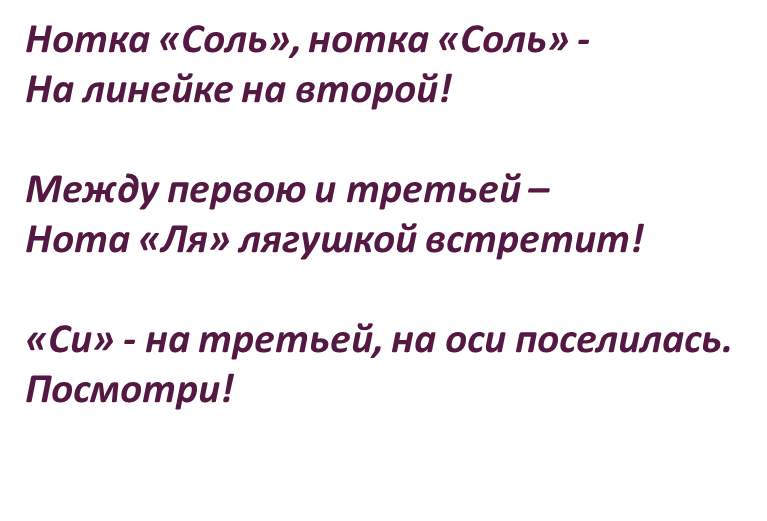 Нотка «Соль», нотка «Соль» -
На линейке на второй!
Между первою и третьей –
Нота «Ля» лягушкой встретит!
«Си» - на третьей, на оси поселилась.
Посмотри!